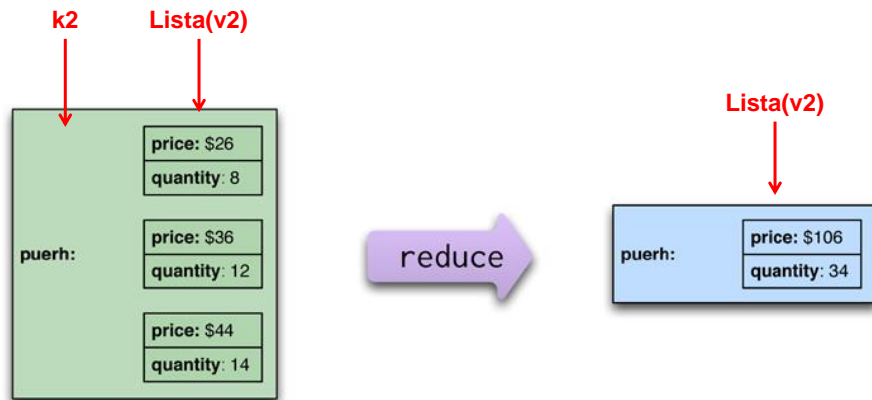 k2
Lista(v2)
price: $26
quantity: 8
puerh:
price: $36
quantity: 12
price: $44
quantity: 14
reduce
Lista(v2)
puerh:
price: $106
quantity: 34